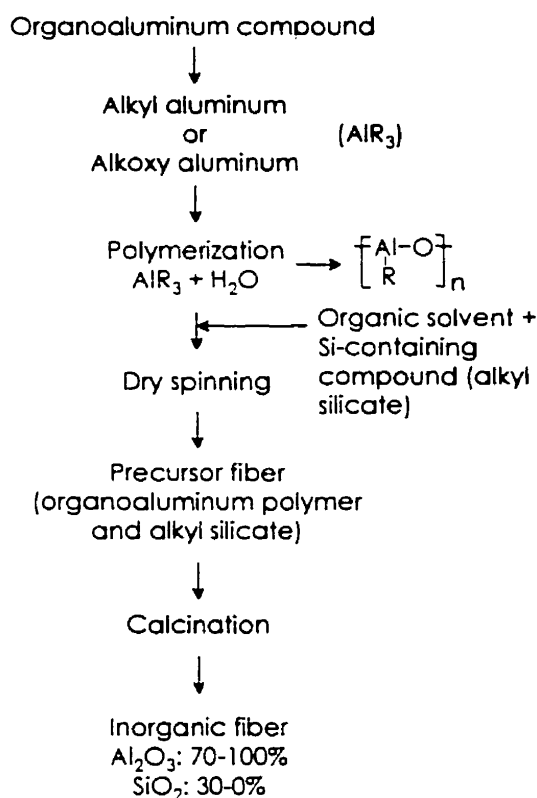 Organoaluminum compound
Alkyl aluminum
or
Alkoxy aluminum
(AlR₃)
Polymerization
AlR₃ + H₂O
[Al–O]ₙ
R
Organic solvent +
Si-containing
compound (alkyl
silicate)
Dry spinning
Precursor fiber
(organoaluminum polymer
and alkyl silicate)
Calcination
Inorganic fiber
Al₂O₃: 70-100%
SiO₂: 30-0%